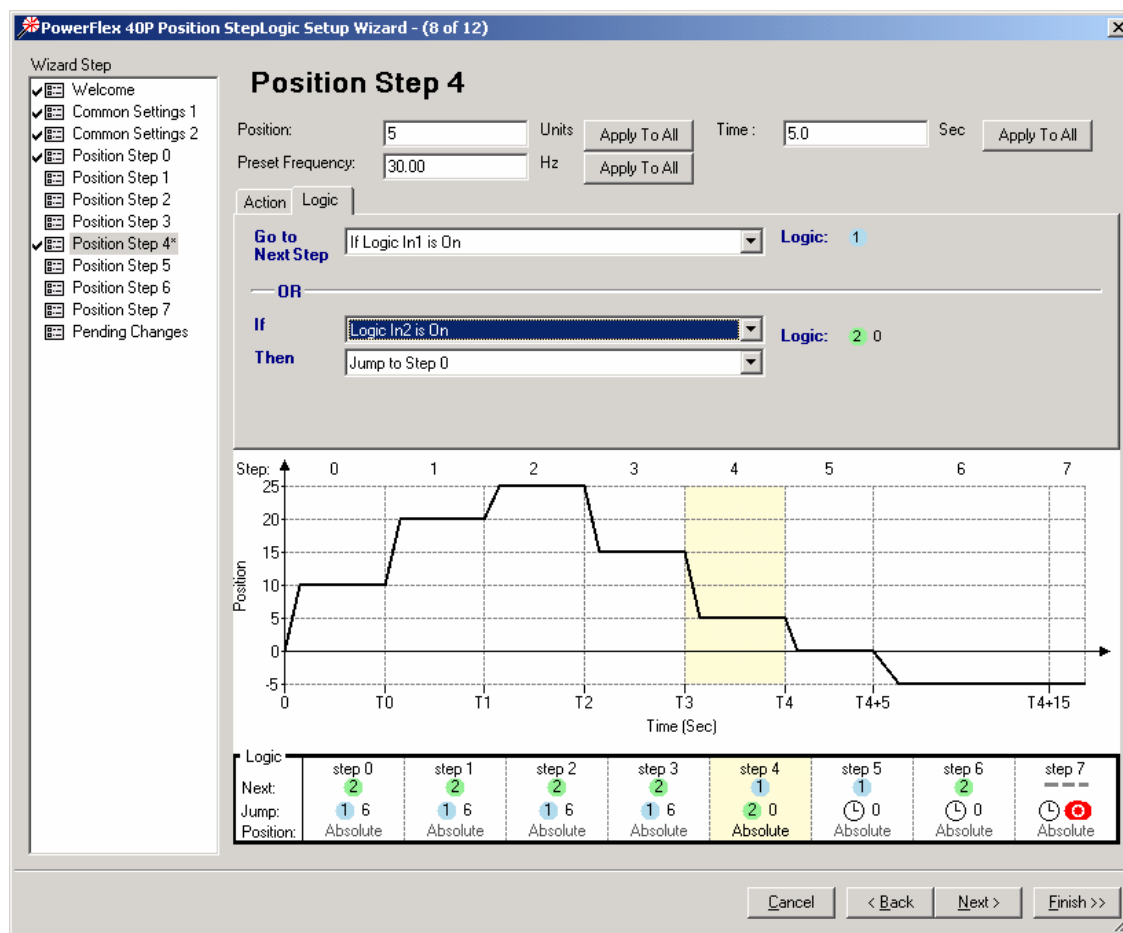 PowerFlex 40P Position StepLogic Setup Wizard - (8 of 12)
Wizard Step
Welcome
Common Settings 1
Common Settings 2
Position Step 0
Position Step 1
Position Step 2
Position Step 3
Position Step 4*
Position Step 5
Position Step 6
Position Step 7
Pending Changes
Position Step 4
Position: 5 Units Apply To All Time : 5.0 Sec Apply To All
Preset Frequency: 30.00 Hz Apply To All
Action Logic
Go to Next Step If Logic In1 is On Logic: 1
OR
If Logic In2 is On Logic: 2 0
Then Jump to Step 0
Step: 0 1 2 3 4 5 6 7
25
20
15
10
5
0
-5
Position
0 T0 T1 T2 T3 T4 T4+5 T4+15
Time (Sec)
Logic
step 0 step 1 step 2 step 3 step 4 step 5 step 6 step 7
Next: 2 2 2 2 1 1 2
Jump: 1 6 1 6 1 6 1 6 2 0 0 0
Position: Absolute Absolute Absolute Absolute Absolute Absolute Absolute Absolute
Cancel < Back Next > Finish >>